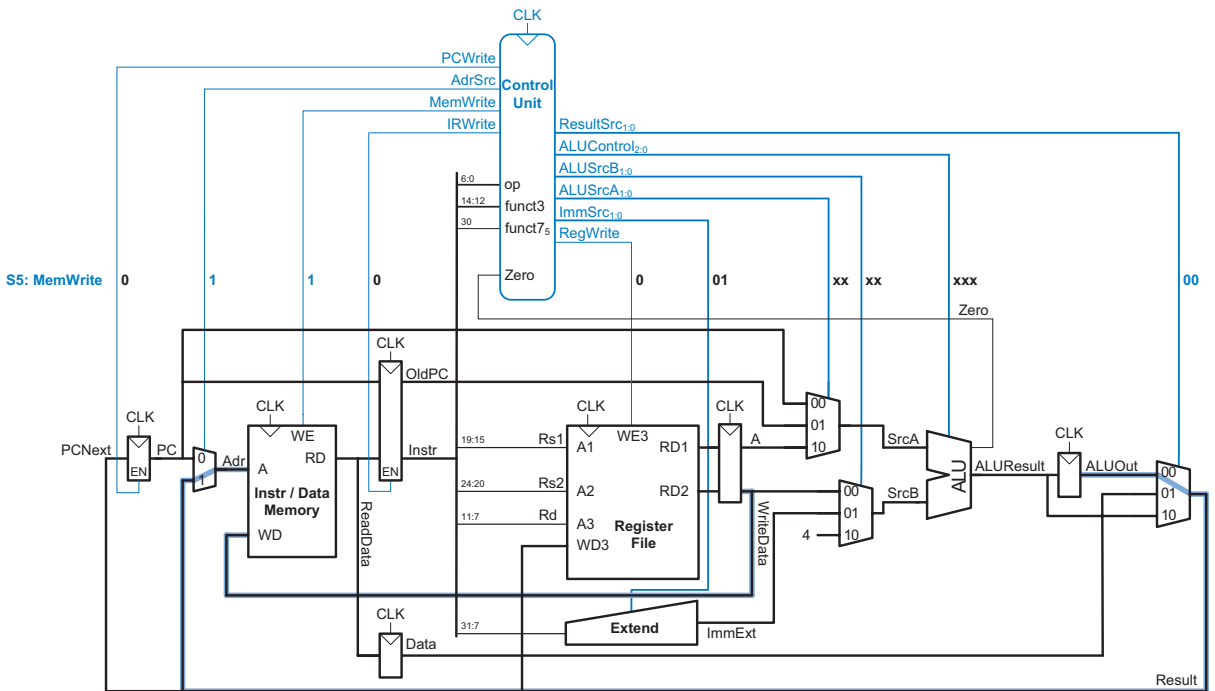 CLK
PCWrite
AdrSrc
MemWrite
IRWrite
Control
Unit
ResultSrc1:0
ALUControl2:0
ALUSrcB1:0
ALUSrcA1:0
ImmSrc1:0
RegWrite
6:0 op
14:12 funct3
30 funct75
Zero
S5: MemWrite 0 1 1 0 0 01 xx xx xxx 00
Zero
CLK
OldPC
CLK
CLK
CLK
CLK
CLK
PCNext
EN
PC
0
1
Adr
A
WE
RD
Instr / Data
Memory
WD
ReadData
EN
Instr
19:15 Rs1 A1
24:20 Rs2 A2
11:7 Rd A3
WD3
WE3
RD1
RD2
Register
File
A
WriteData
00
01
10
SrcA
00
01
4 10
SrcB
ALU
ALUResult
CLK
ALUOut
00
01
10
31:7
Extend
ImmExt
CLK
Data
Result